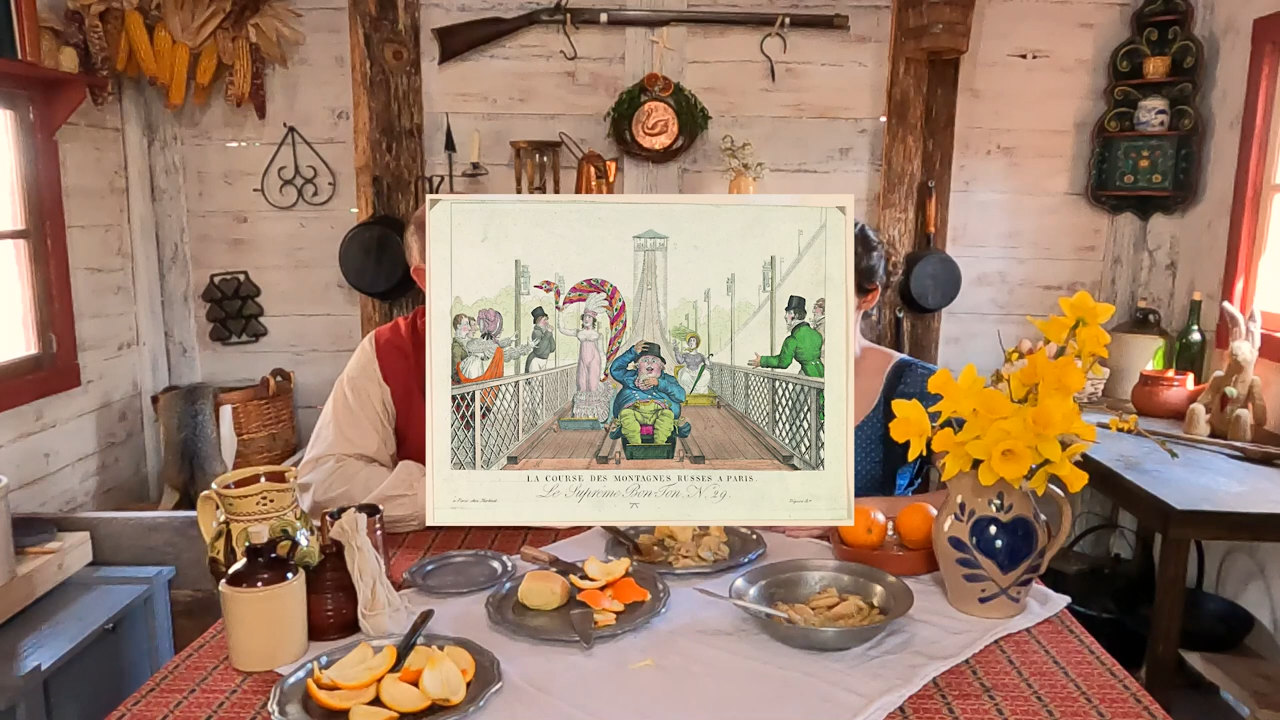 LA COURSE DES MONTAGNES RUSSES A PARIS.
Le Suprême Bon Ton, N.º 29.